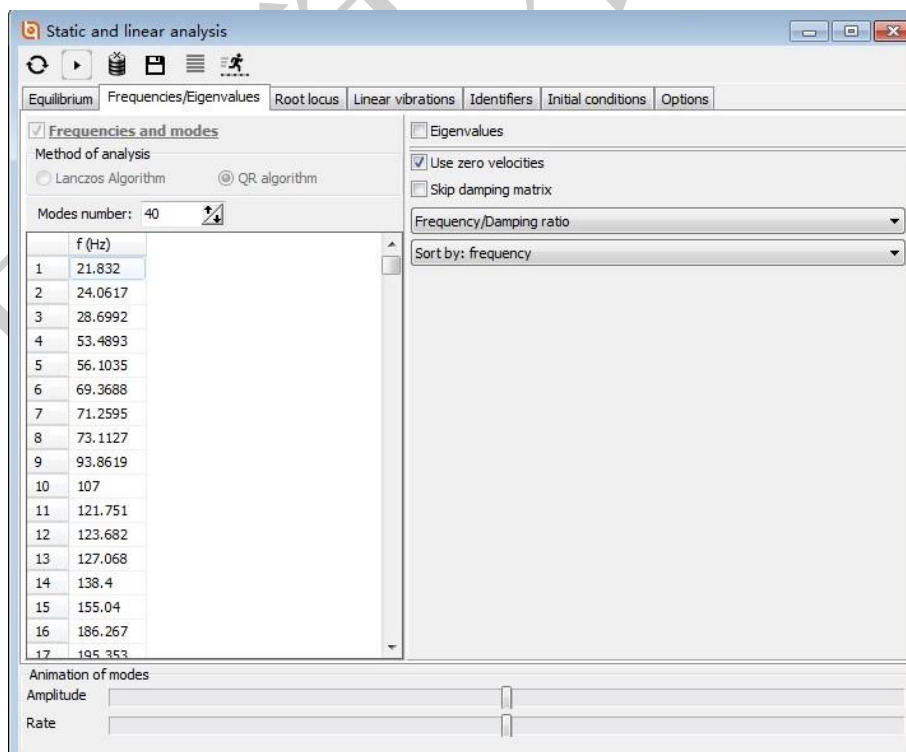 Static and linear analysis
Equilibrium Frequencies/Eigenvalues Root locus Linear vibrations Identifiers Initial conditions Options
Frequencies and modes
Method of analysis
Lanczos Algorithm QR algorithm
Modes number: 40
f (Hz)
1 21.832
2 24.0617
3 28.6992
4 53.4893
5 56.1035
6 69.3688
7 71.2595
8 73.1127
9 93.8619
10 107
11 121.751
12 123.682
13 127.068
14 138.4
15 155.04
16 186.267
17 195.353
Eigenvalues
Use zero velocities
Skip damping matrix
Frequency/Damping ratio
Sort by: frequency
Animation of modes
Amplitude
Rate